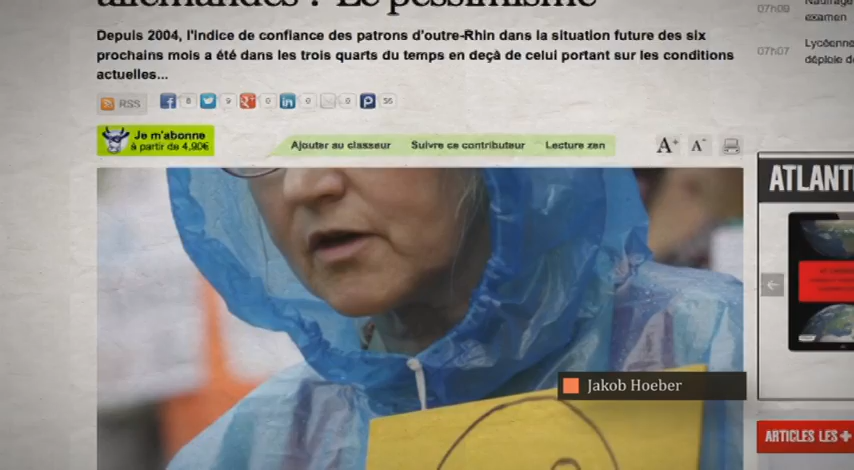 allemandes ? Le pessimisme
Depuis 2004, l'indice de confiance des patrons d'outre-Rhin dans la situation future des six
prochains mois a été dans les trois quarts du temps en deçà de celui portant sur les conditions
actuelles...
RSS
8
9
0
0
0
Je m'abonne
à partir de 4,90€
Ajouter au classeur
Suivre ce contributeur
Lecture zen
A+
A-
Jakob Hoeber
07h09
examen
07h07
Lycéenne
déploie
ATLANTI
ARTICLES LES +